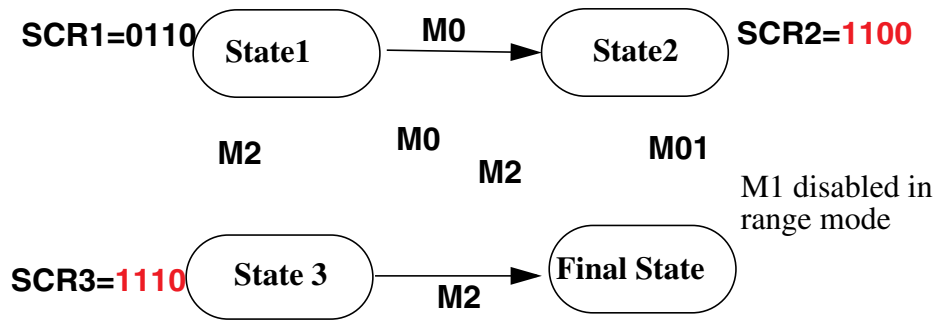 SCR1=0110 State1 M0 State2 SCR2=1100
M2 M0 M01
M2
M1 disabled in
range mode
SCR3=1110 State 3 M2 Final State